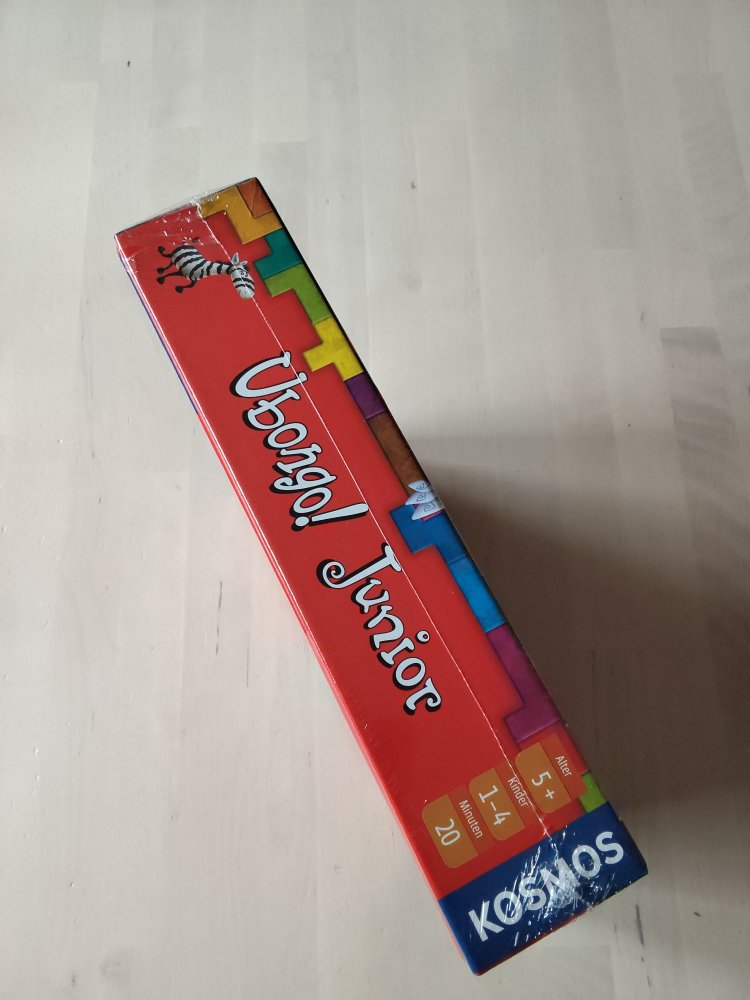 Ubongo! Junior
Alter
5+
Kinder
1–4
Minuten
20
KOSMOS